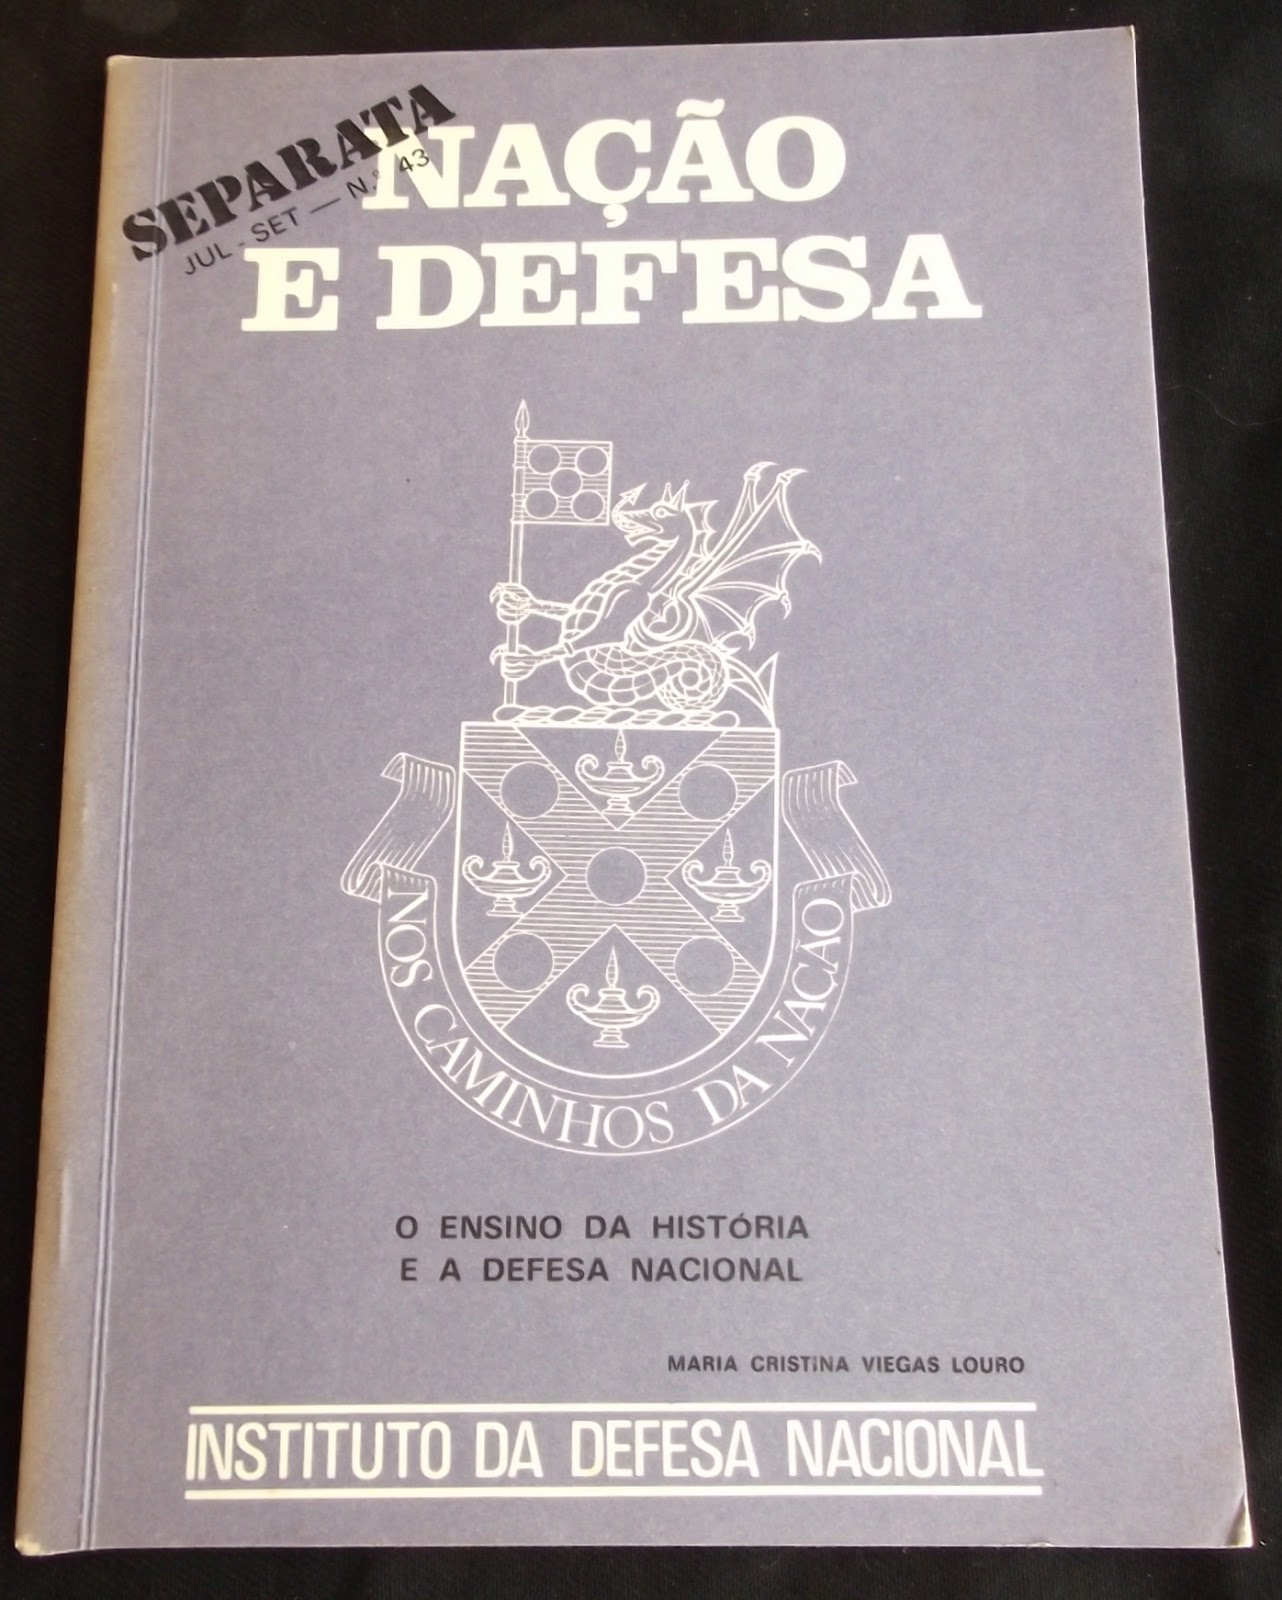 SEPARATA
JUL - SET — N.º 43
NAÇÃO
E DEFESA
NOS CAMINHOS DA NAÇÃO
O ENSINO DA HISTÓRIA
E A DEFESA NACIONAL
MARIA CRISTINA VIEGAS LOURO
INSTITUTO DA DEFESA NACIONAL